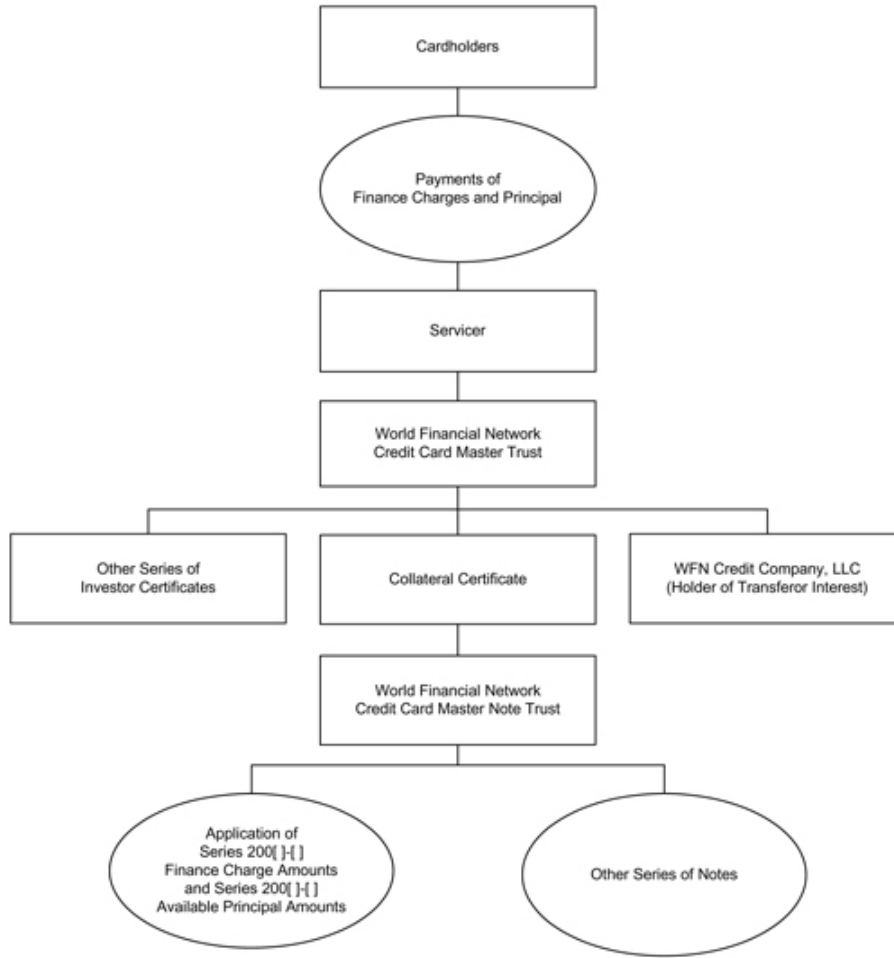 Cardholders
Payments of
Finance Charges and Principal
Servicer
World Financial Network
Credit Card Master Trust
Other Series of
Investor Certificates
Collateral Certificate
WFN Credit Company, LLC
(Holder of Transferor Interest)
World Financial Network
Credit Card Master Note Trust
Application of
Series 200[ ]-[ ]
Finance Charge Amounts
and Series 200[ ]-[ ]
Available Principal Amounts
Other Series of Notes